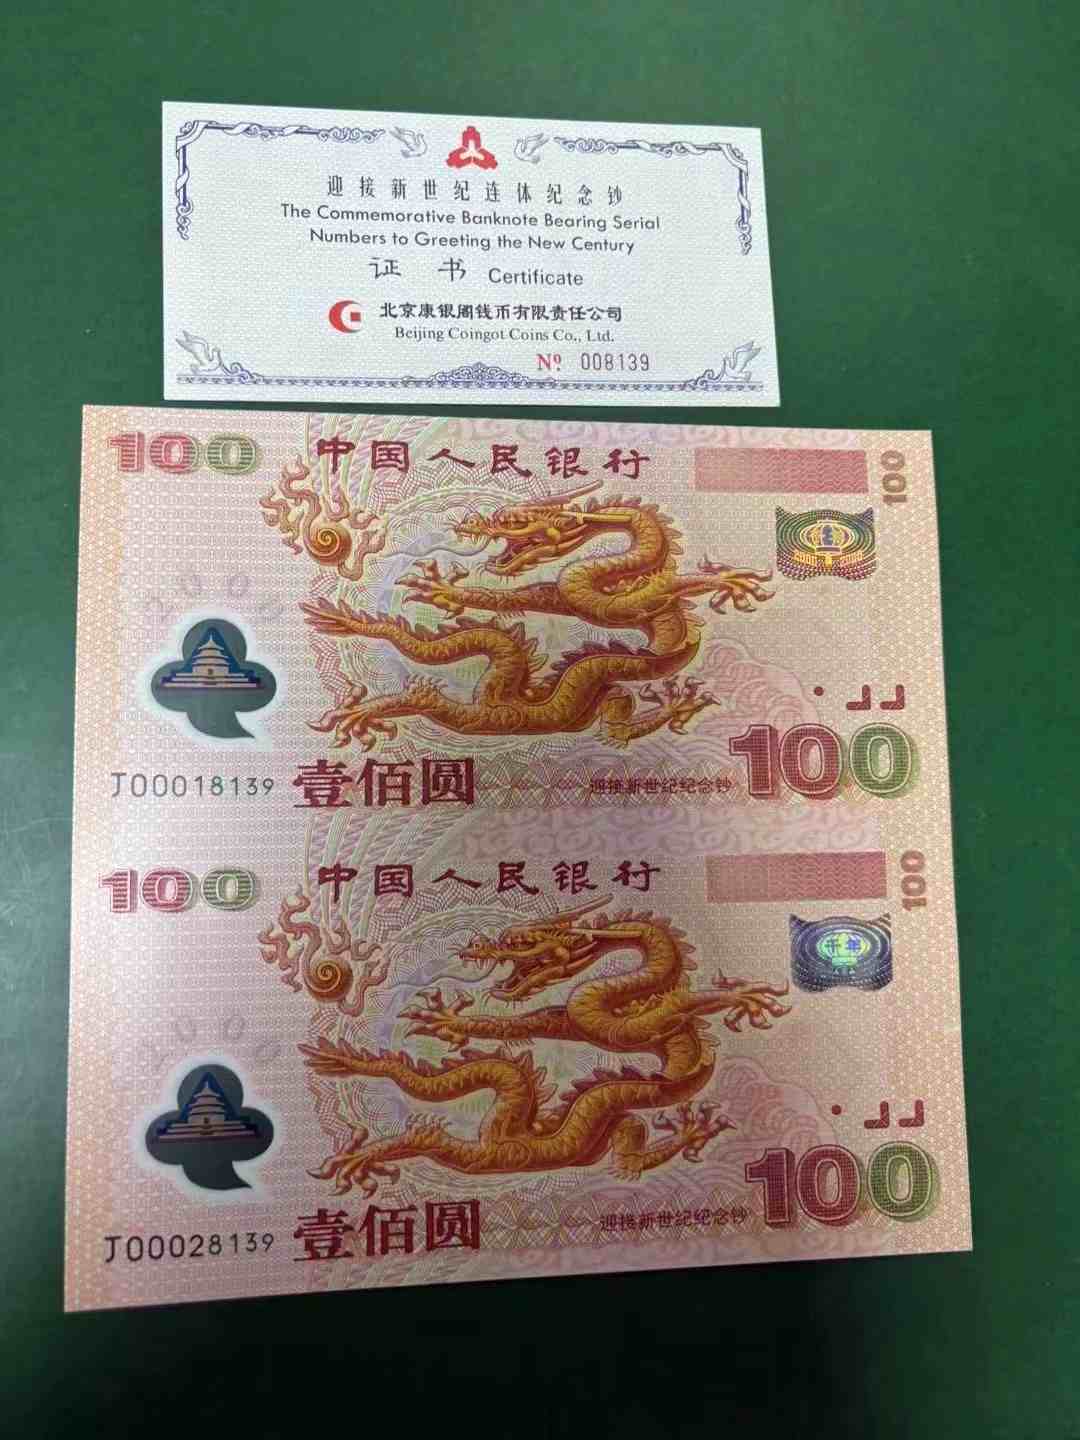 迎接新世纪连体纪念钞
The Commemorative Banknote Bearing Serial
Numbers to Greeting the New Century
证书 Certificate
北京康银阁钱币有限责任公司
Beijing Coingot Coins Co., Ltd.
Nº 008139
100 中国人民银行 100
2000
J00018139 壹佰圆 迎接新世纪纪念钞 100
100 中国人民银行 100
千年
J00028139 壹佰圆 迎接新世纪纪念钞 100